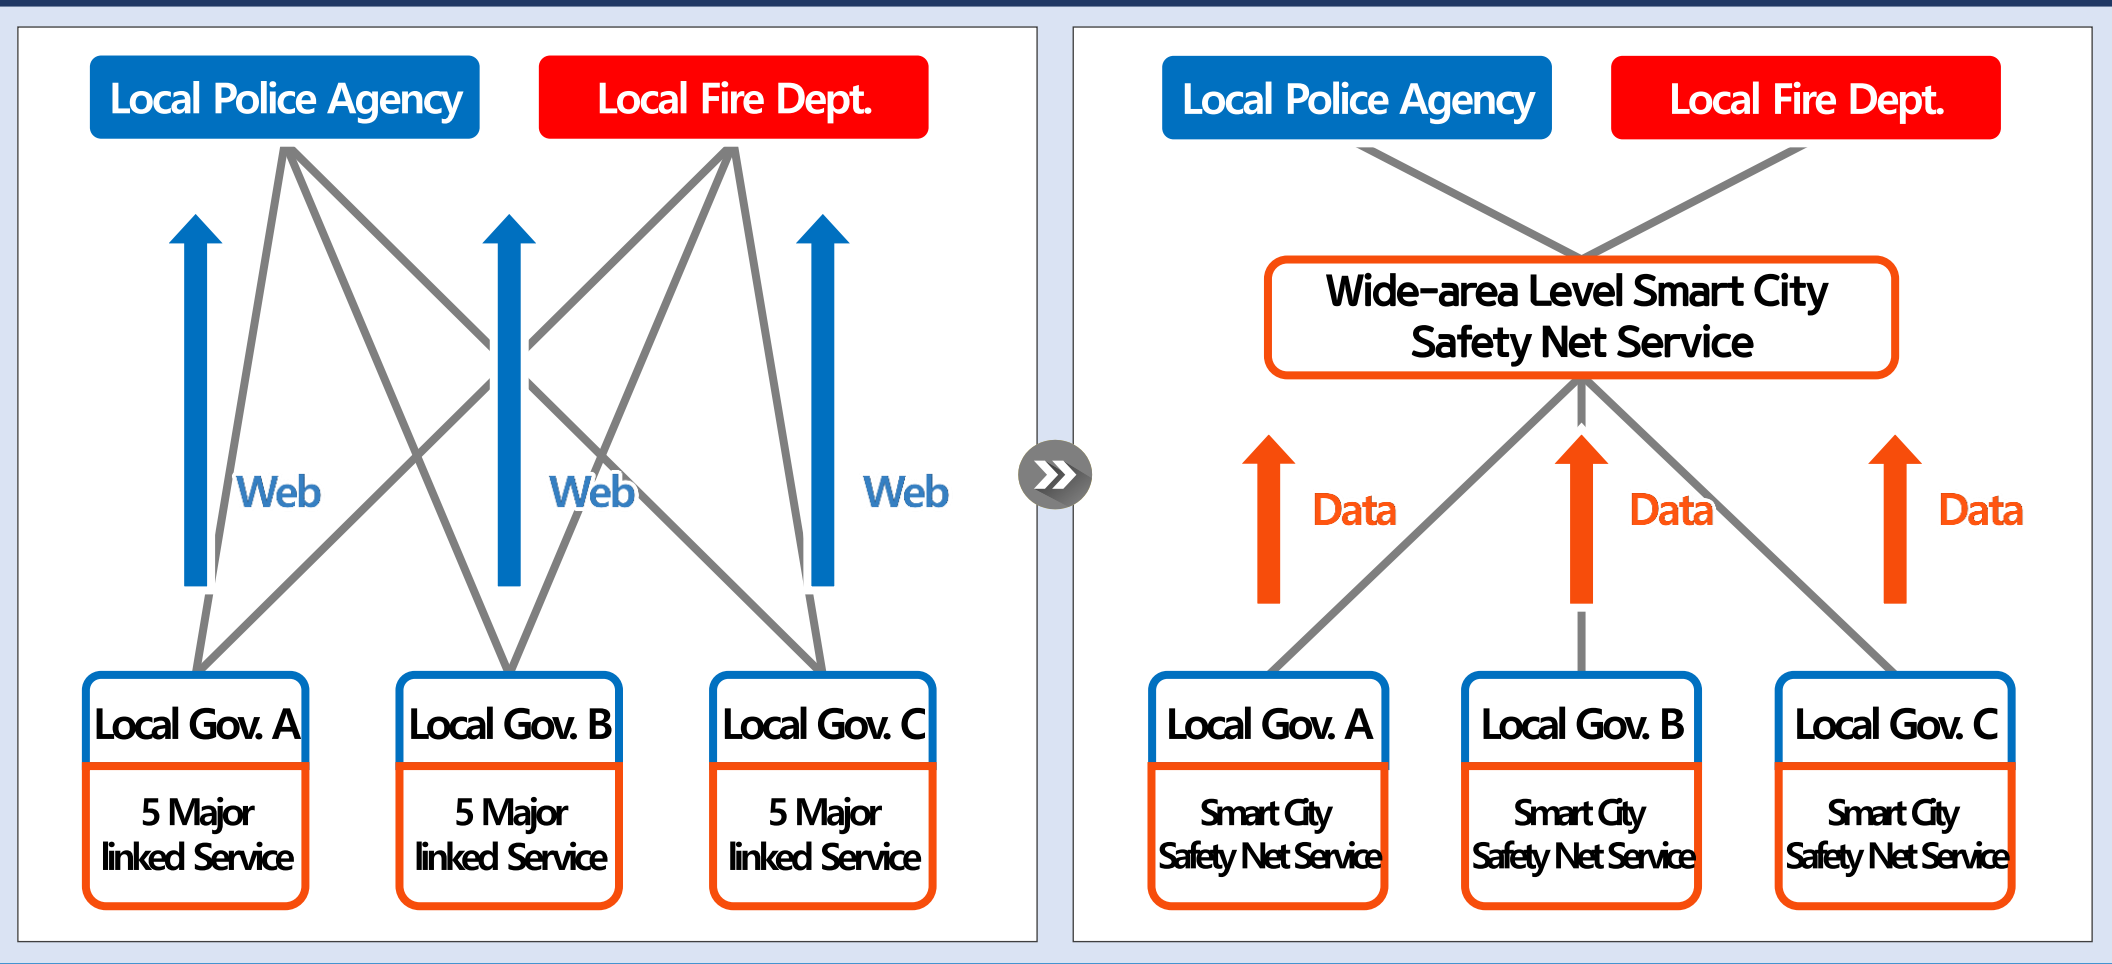 Local Police Agency
Local Fire Dept.
Web
Web
Web
Local Gov. A
Local Gov. B
Local Gov. C
5 Major
linked Service
5 Major
linked Service
5 Major
linked Service
Local Police Agency
Local Fire Dept.
Wide-area Level Smart City
Safety Net Service
Data
Data
Data
Local Gov. A
Local Gov. B
Local Gov. C
Smart City
Safety Net Service
Smart City
Safety Net Service
Smart City
Safety Net Service